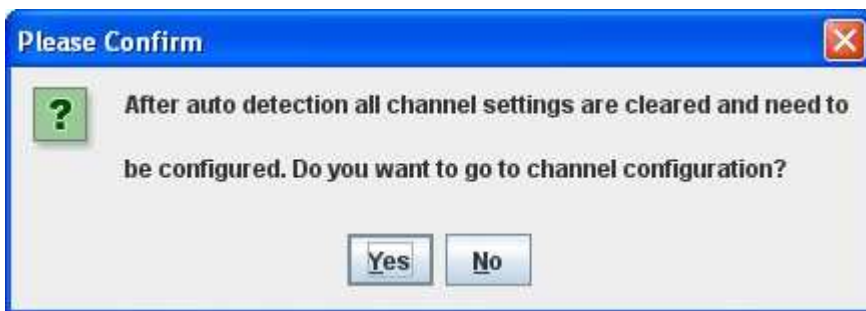 Please Confirm
?
After auto detection all channel settings are cleared and need to
be configured. Do you want to go to channel configuration?
Yes
No